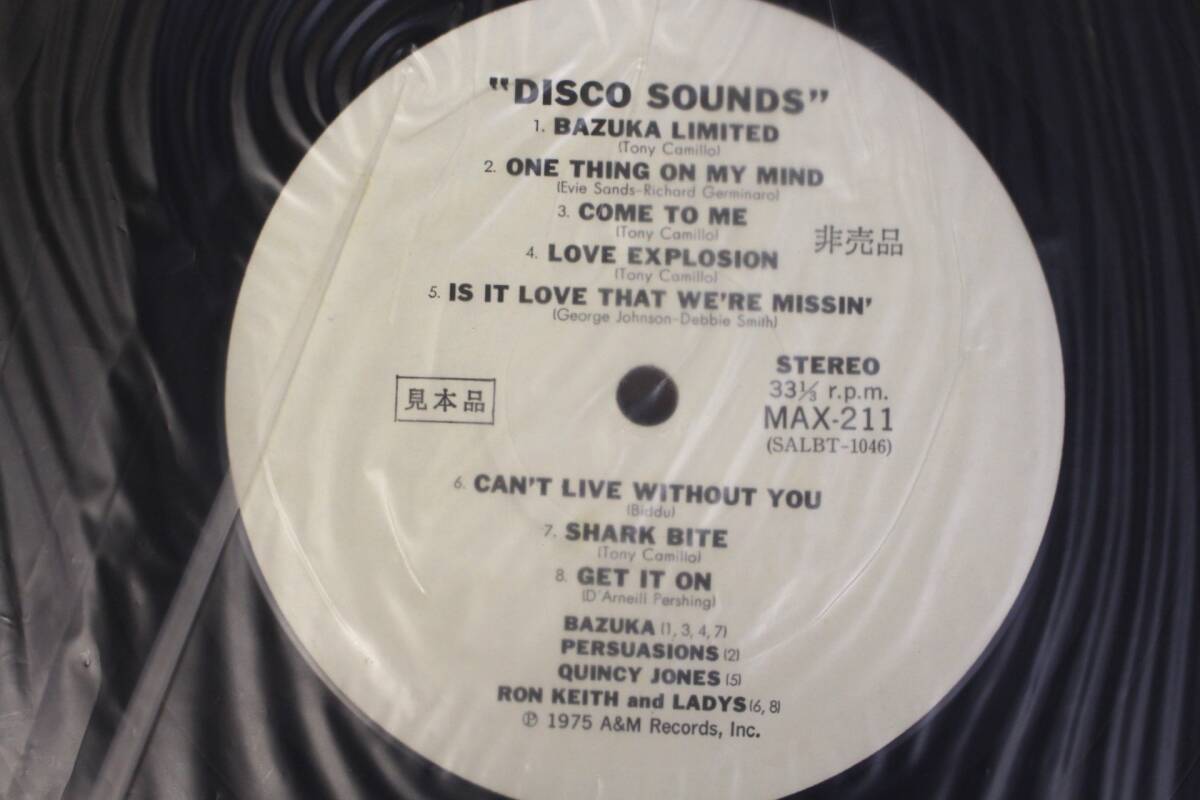 "DISCO SOUNDS"
1. BAZUKA LIMITED
(Tony Camillo)
2. ONE THING ON MY MIND
(Evie Sands-Richard Germinaro)
3. COME TO ME
(Tony Camillo)
非売品
4. LOVE EXPLOSION
(Tony Camillo)
5. IS IT LOVE THAT WE'RE MISSIN'
(George Johnson-Debbie Smith)
見本品
STEREO
33⅓ r.p.m.
MAX-211
(SALBT-1046)
6. CAN'T LIVE WITHOUT YOU
(Biddu)
7. SHARK BITE
(Tony Camillo)
8. GET IT ON
(D'Arneill Pershing)
BAZUKA (1, 3, 4, 7)
PERSUASIONS (2)
QUINCY JONES (5)
RON KEITH and LADYS (6, 8)
℗ 1975 A&M Records, Inc.